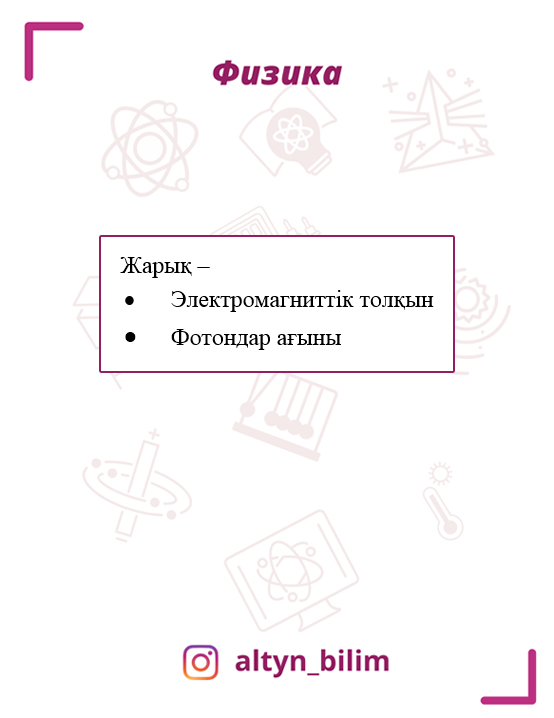 Физика
Жарық –
• Электромагниттік толқын
• Фотондар ағыны
altyn_bilim